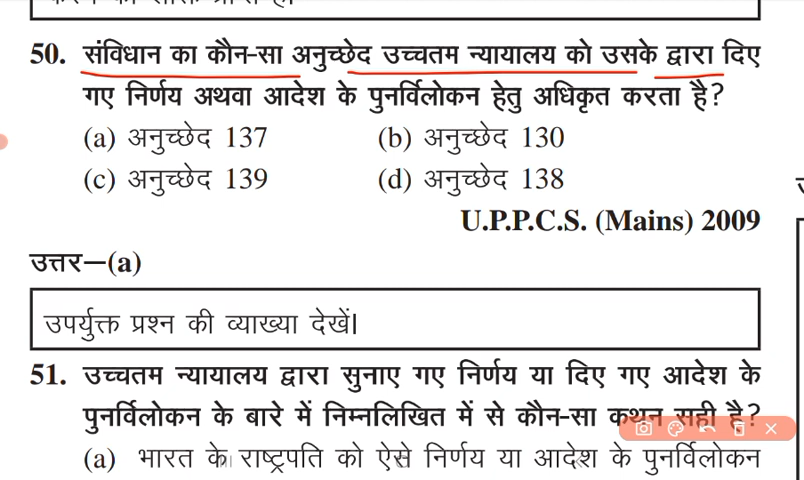 50. संविधान का कौन-सा अनुच्छेद उच्चतम न्यायालय को उसके द्वारा दिए
गए निर्णय अथवा आदेश के पुनर्विलोकन हेतु अधिकृत करता है?
(a) अनुच्छेद 137 (b) अनुच्छेद 130
(c) अनुच्छेद 139 (d) अनुच्छेद 138
U.P.P.C.S. (Mains) 2009
उत्तर—(a)
उपर्युक्त प्रश्न की व्याख्या देखें।
51. उच्चतम न्यायालय द्वारा सुनाए गए निर्णय या दिए गए आदेश के
पुनर्विलोकन के बारे में निम्नलिखित में से कौन-सा कथन सही है?
(a) भारत के राष्ट्रपति को ऐसे निर्णय या आदेश के पुनर्विलोकन